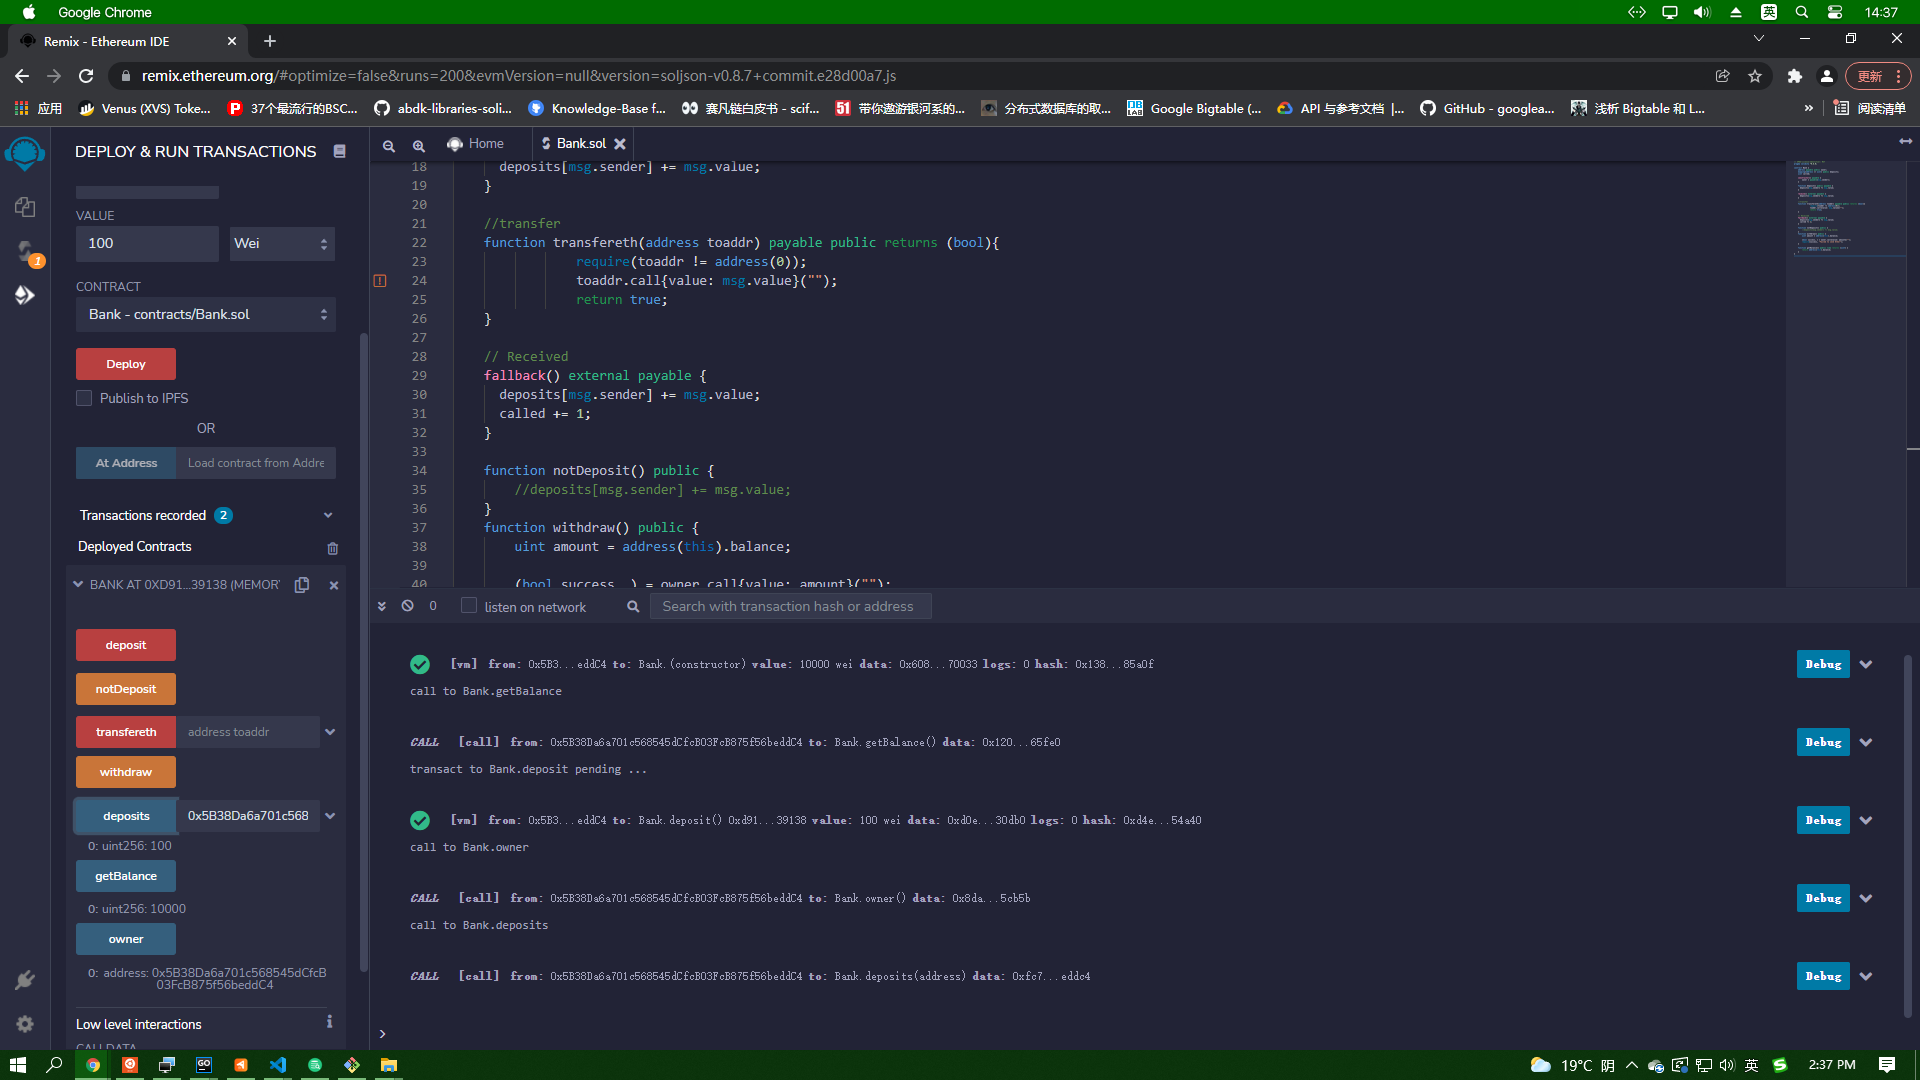 Google Chrome
英
14:37
Remix - Ethereum IDE
remix.ethereum.org/#optimize=false&runs=200&evmVersion=null&version=soljson-v0.8.7+commit.e28d00a7.js
更新
应用
Venus (XVS) Toke...
37个最流行的BSC...
abdk-libraries-soli...
Knowledge-Base f...
赛凡链白皮书 - scif...
51
带你遨游银河系的...
分布式数据库的取...
Google Bigtable (...
API 与参考文档 |...
GitHub - googlea...
浅析 Bigtable 和 L...
»
阅读清单
DEPLOY & RUN TRANSACTIONS
VALUE
100
Wei
CONTRACT
Bank - contracts/Bank.sol
Deploy
Publish to IPFS
OR
At Address
Load contract from Addre
Transactions recorded 2
Deployed Contracts
BANK AT 0XD91...39138 (MEMOR
deposit
notDeposit
transfereth
address toaddr
withdraw
deposits
0x5B38Da6a701c568
0: uint256: 100
getBalance
0: uint256: 10000
owner
0: address: 0x5B38Da6a701c568545dCfcB
03FcB875f56beddC4
Low level interactions
CALLDATA
1
Home
Bank.sol
18 deposits[msg.sender] += msg.value;
19 }
20
21 //transfer
22 function transfereth(address toaddr) payable public returns (bool){
23 require(toaddr != address(0));
24 toaddr.call{value: msg.value}("");
25 return true;
26 }
27
28 // Received
29 fallback() external payable {
30 deposits[msg.sender] += msg.value;
31 called += 1;
32 }
33
34 function notDeposit() public {
35 //deposits[msg.sender] += msg.value;
36 }
37 function withdraw() public {
38 uint amount = address(this).balance;
39
40 (bool success, ) = owner.call{value: amount}("");
0
listen on network
Search with transaction hash or address
[vm] from: 0x5B3...eddC4 to: Bank.(constructor) value: 10000 wei data: 0x608...70033 logs: 0 hash: 0x138...85a0f
Debug
call to Bank.getBalance
CALL [call] from: 0x5B38Da6a701c568545dCfcB03FcB875f56beddC4 to: Bank.getBalance() data: 0x120...65fe0
Debug
transact to Bank.deposit pending ...
[vm] from: 0x5B3...eddC4 to: Bank.deposit() 0xd91...39138 value: 100 wei data: 0xd0e...30db0 logs: 0 hash: 0xd4e...54a40
Debug
call to Bank.owner
CALL [call] from: 0x5B38Da6a701c568545dCfcB03FcB875f56beddC4 to: Bank.owner() data: 0x8da...5cb5b
Debug
call to Bank.deposits
CALL [call] from: 0x5B38Da6a701c568545dCfcB03FcB875f56beddC4 to: Bank.deposits(address) data: 0xfc7...eddc4
Debug
>
19°C 阴
英
2:37 PM